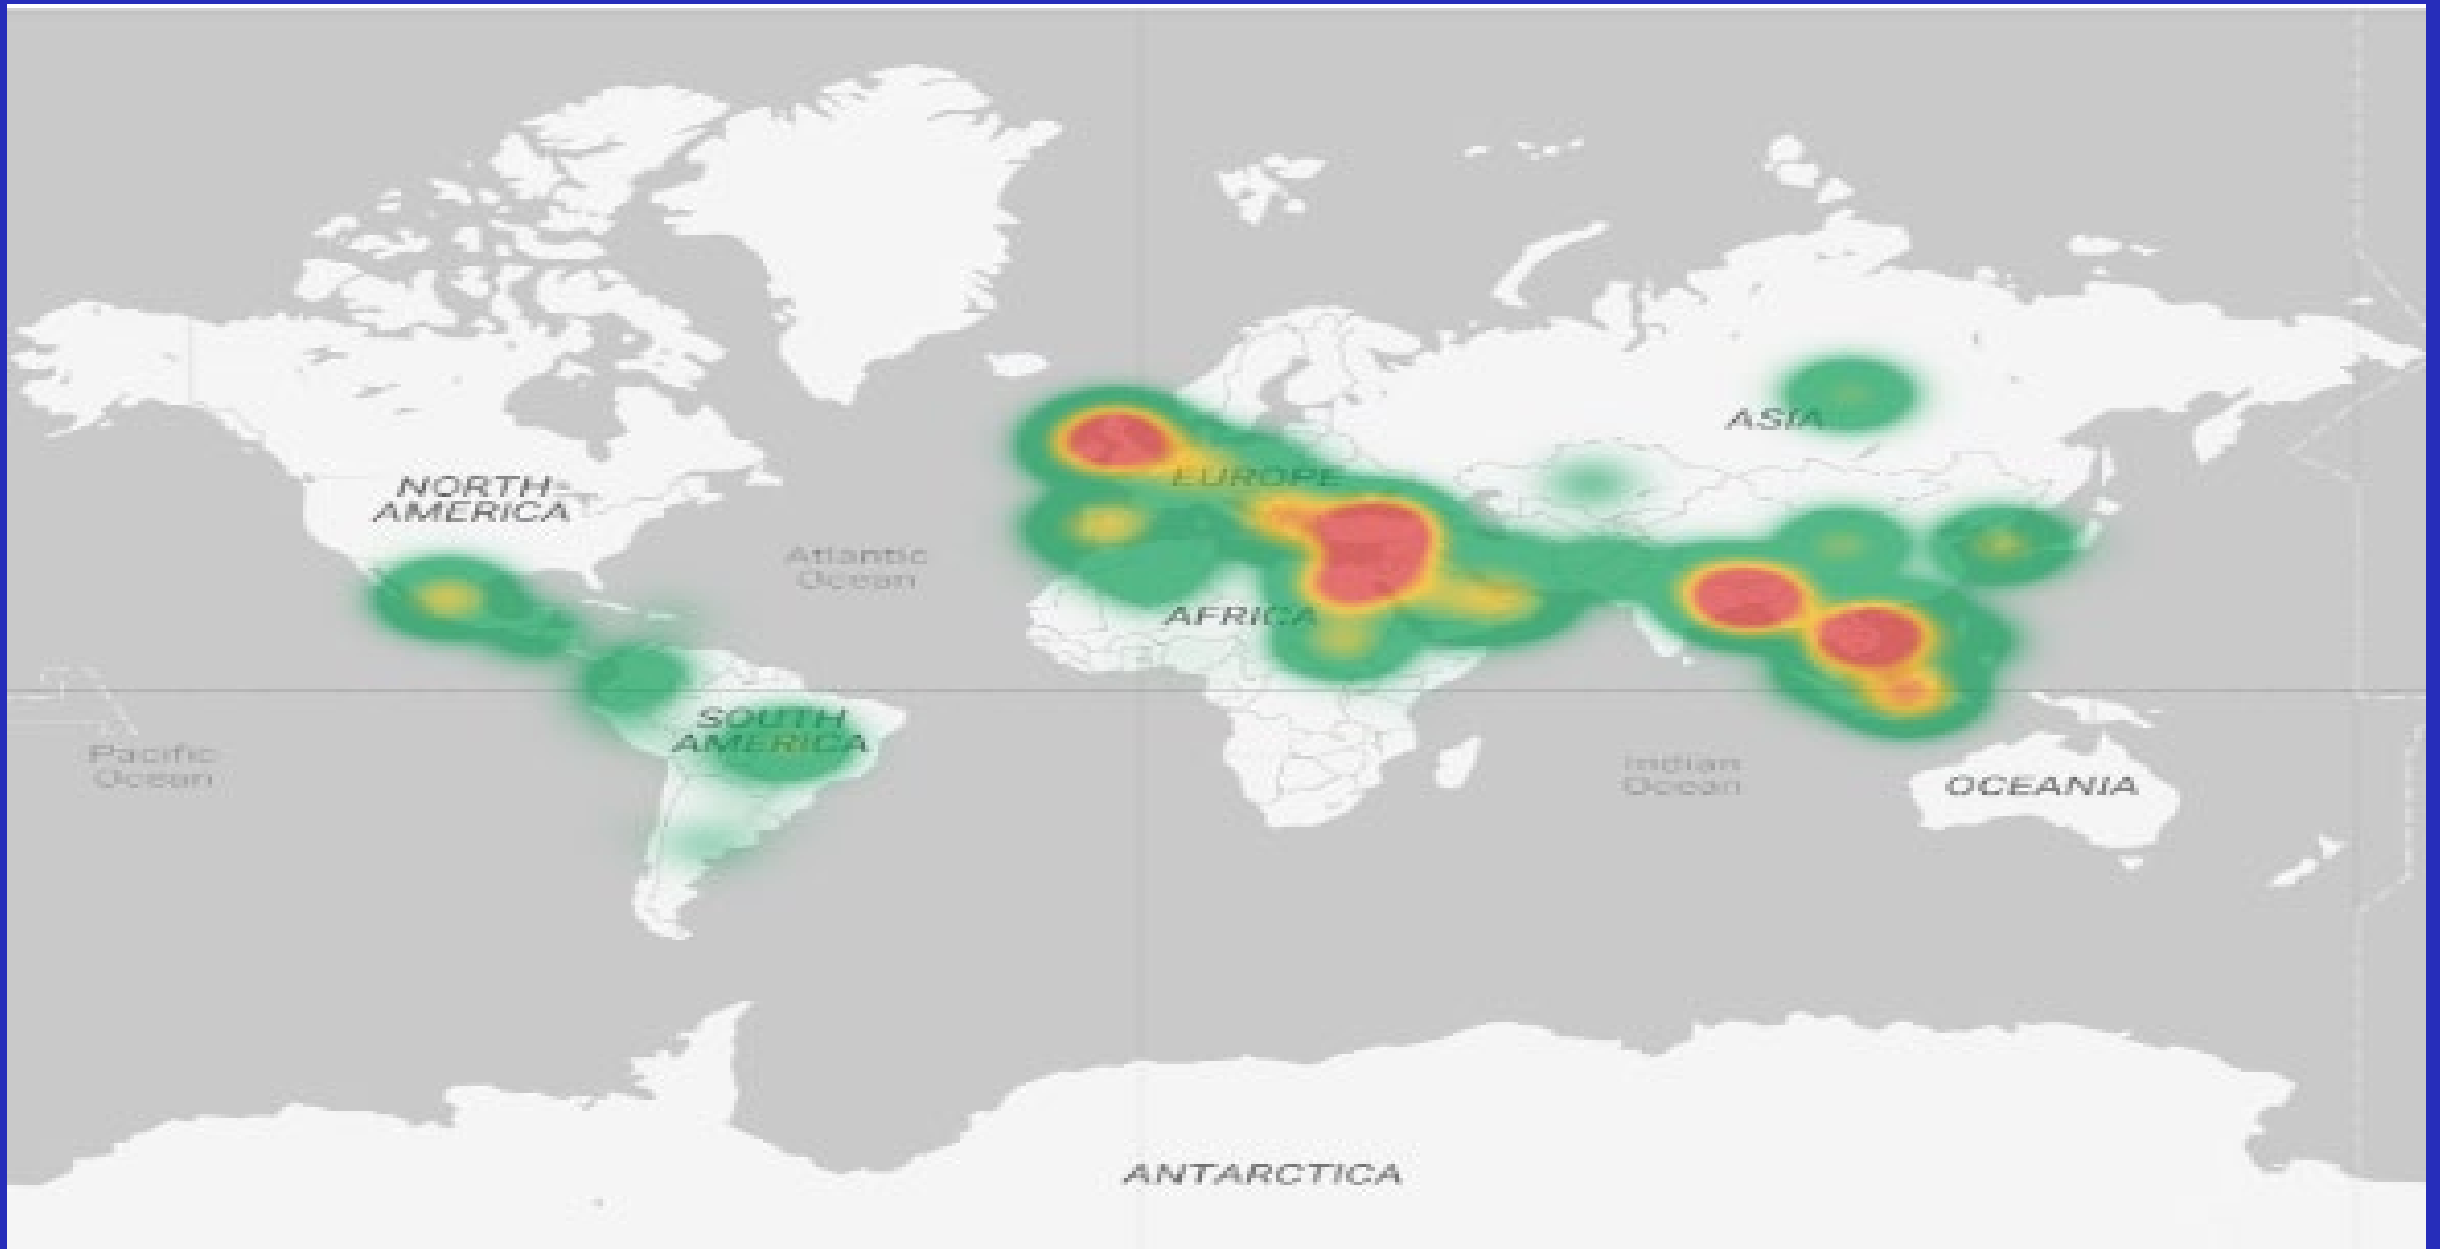 ASIA
EUROPE
NORTH
AMERICA
Atlantic
Ocean
AFRICA
SOUTH
AMERICA
Pacific
Ocean
Indian
Ocean
OCEANIA
ANTARCTICA